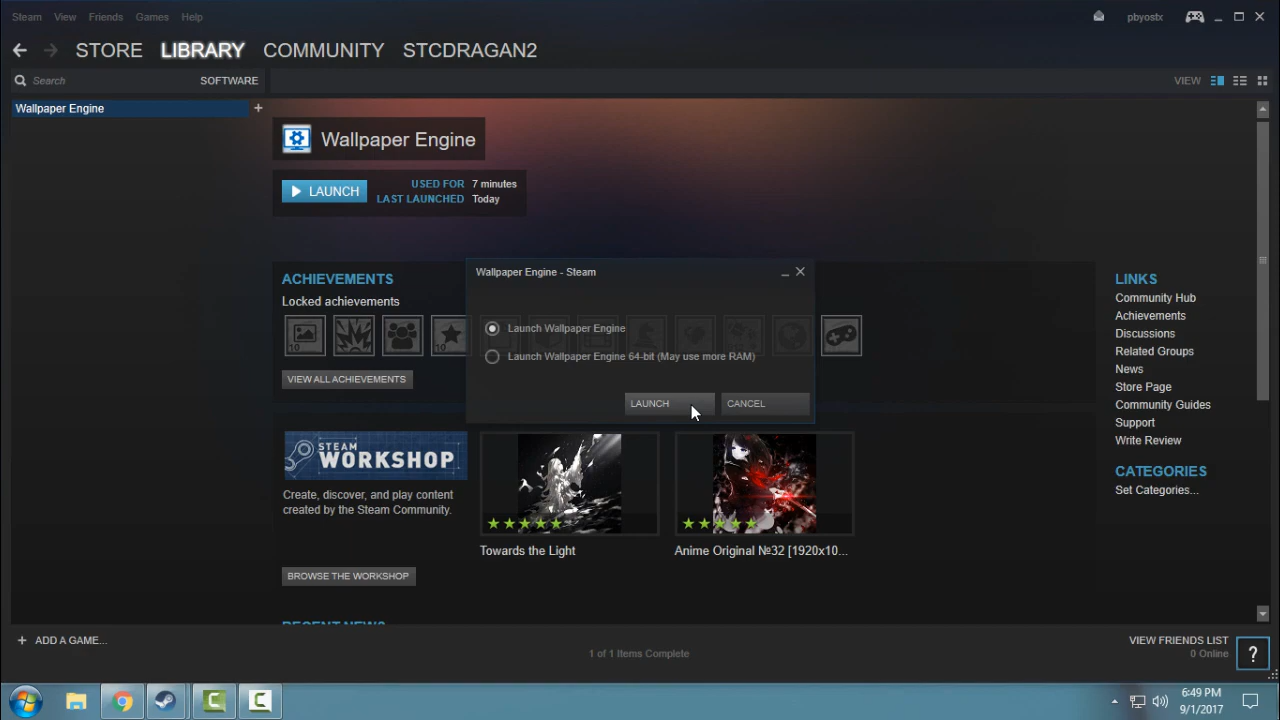 Steam View Friends Games Help
pbyostx
STORE LIBRARY COMMUNITY STCDRAGAN2
Search SOFTWARE
VIEW
Wallpaper Engine +
Wallpaper Engine
LAUNCH
USED FOR 7 minutes
LAST LAUNCHED Today
ACHIEVEMENTS
Locked achievements
10
10
VIEW ALL ACHIEVEMENTS
Wallpaper Engine - Steam
Launch Wallpaper Engine
Launch Wallpaper Engine 64-bit (May use more RAM)
LAUNCH CANCEL
STEAM
WORKSHOP
Create, discover, and play content
created by the Steam Community.
BROWSE THE WORKSHOP
Towards the Light
Anime Original №32 [1920x10...
RECENT NEWS
LINKS
Community Hub
Achievements
Discussions
Related Groups
News
Store Page
Community Guides
Support
Write Review
CATEGORIES
Set Categories...
+ ADD A GAME...
1 of 1 Items Complete
VIEW FRIENDS LIST
0 Online
?
6:49 PM
9/1/2017